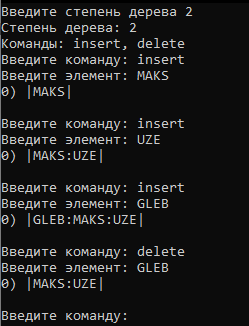 Введите степень дерева 2
Степень дерева: 2
Команды: insert, delete
Введите команду: insert
Введите элемент: MAKS
0) |MAKS|
Введите команду: insert
Введите элемент: UZE
0) |MAKS:UZE|
Введите команду: insert
Введите элемент: GLEB
0) |GLEB:MAKS:UZE|
Введите команду: delete
Введите элемент: GLEB
0) |MAKS:UZE|
Введите команду: